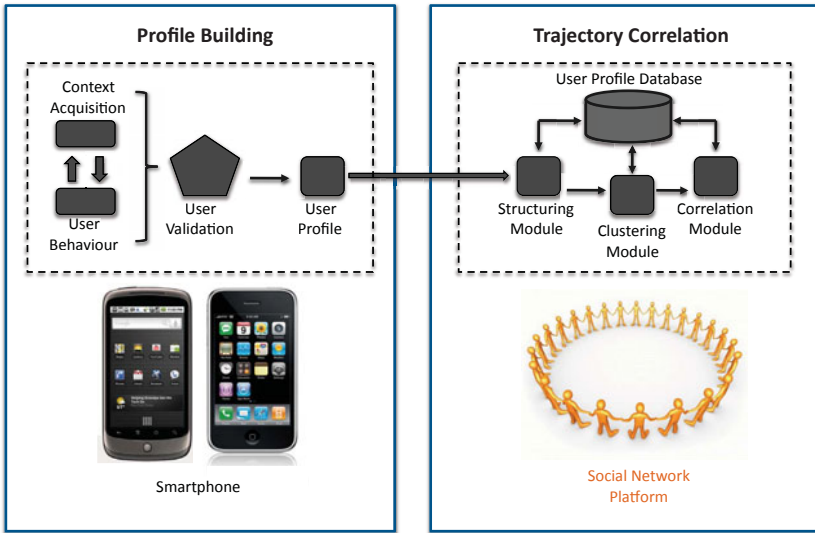 Profile Building
Context
Acquisition
User
Behaviour
User
Validation
User
Profile
Smartphone
Trajectory Correlation
User Profile Database
Structuring
Module
Clustering
Module
Correlation
Module
Social Network
Platform